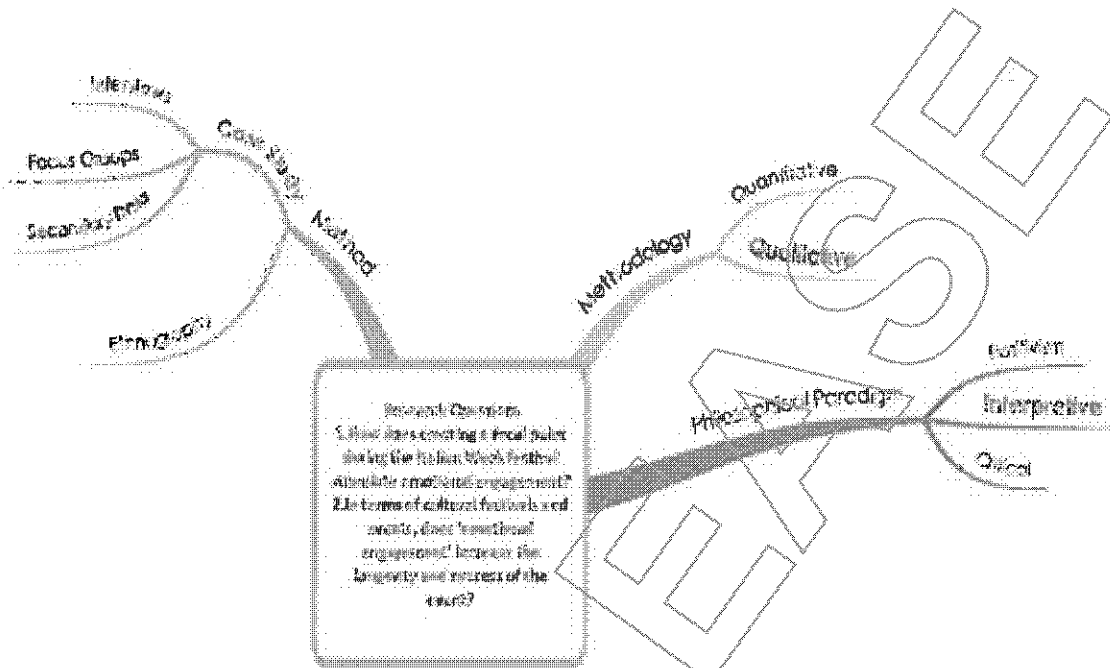 Interviews
Focus Groups
Secondary Data
Case Study
Ethnography
Method
Methodology
Quantitative
Qualitative
Philosophical Paradig
Positivism
Interpretive
Critical
Research Questions
1. How does creating a focal point
during the Italian Week festival
stimulate emotional engagement?
2. In terms of cultural festivals and
events, does 'emotional
engagement' increase the
longevity and success of the
event?
EASE